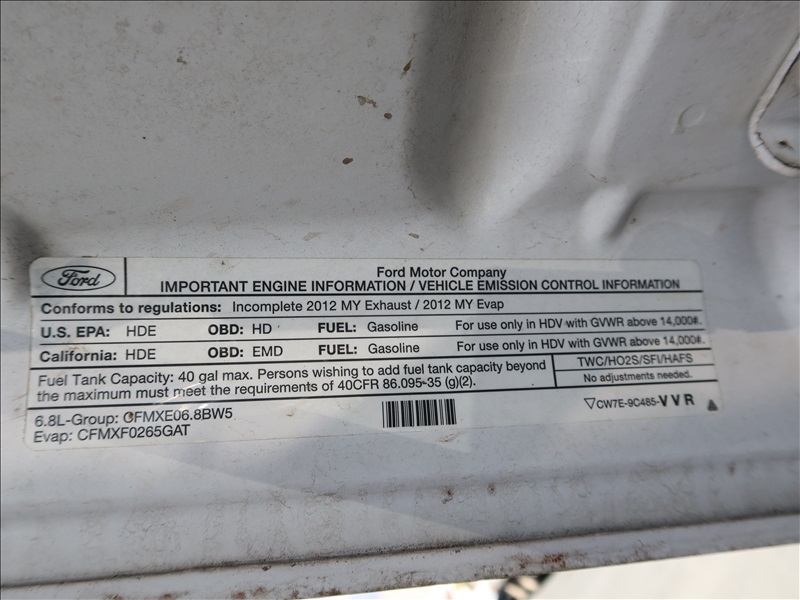 Ford
Ford Motor Company
IMPORTANT ENGINE INFORMATION / VEHICLE EMISSION CONTROL INFORMATION
Conforms to regulations: Incomplete 2012 MY Exhaust / 2012 MY Evap
U.S. EPA: HDE OBD: HD FUEL: Gasoline For use only in HDV with GVWR above 14,000#.
California: HDE OBD: EMD FUEL: Gasoline For use only in HDV with GVWR above 14,000#.
Fuel Tank Capacity: 40 gal max. Persons wishing to add fuel tank capacity beyond
the maximum must meet the requirements of 40CFR 86.095-35 (g)(2).
TWC/HO2S/SFI/HAFS
No adjustments needed.
6.8L-Group: CFMXE06.8BW5
Evap: CFMXF0265GAT
▽CW7E-9C485-VVR